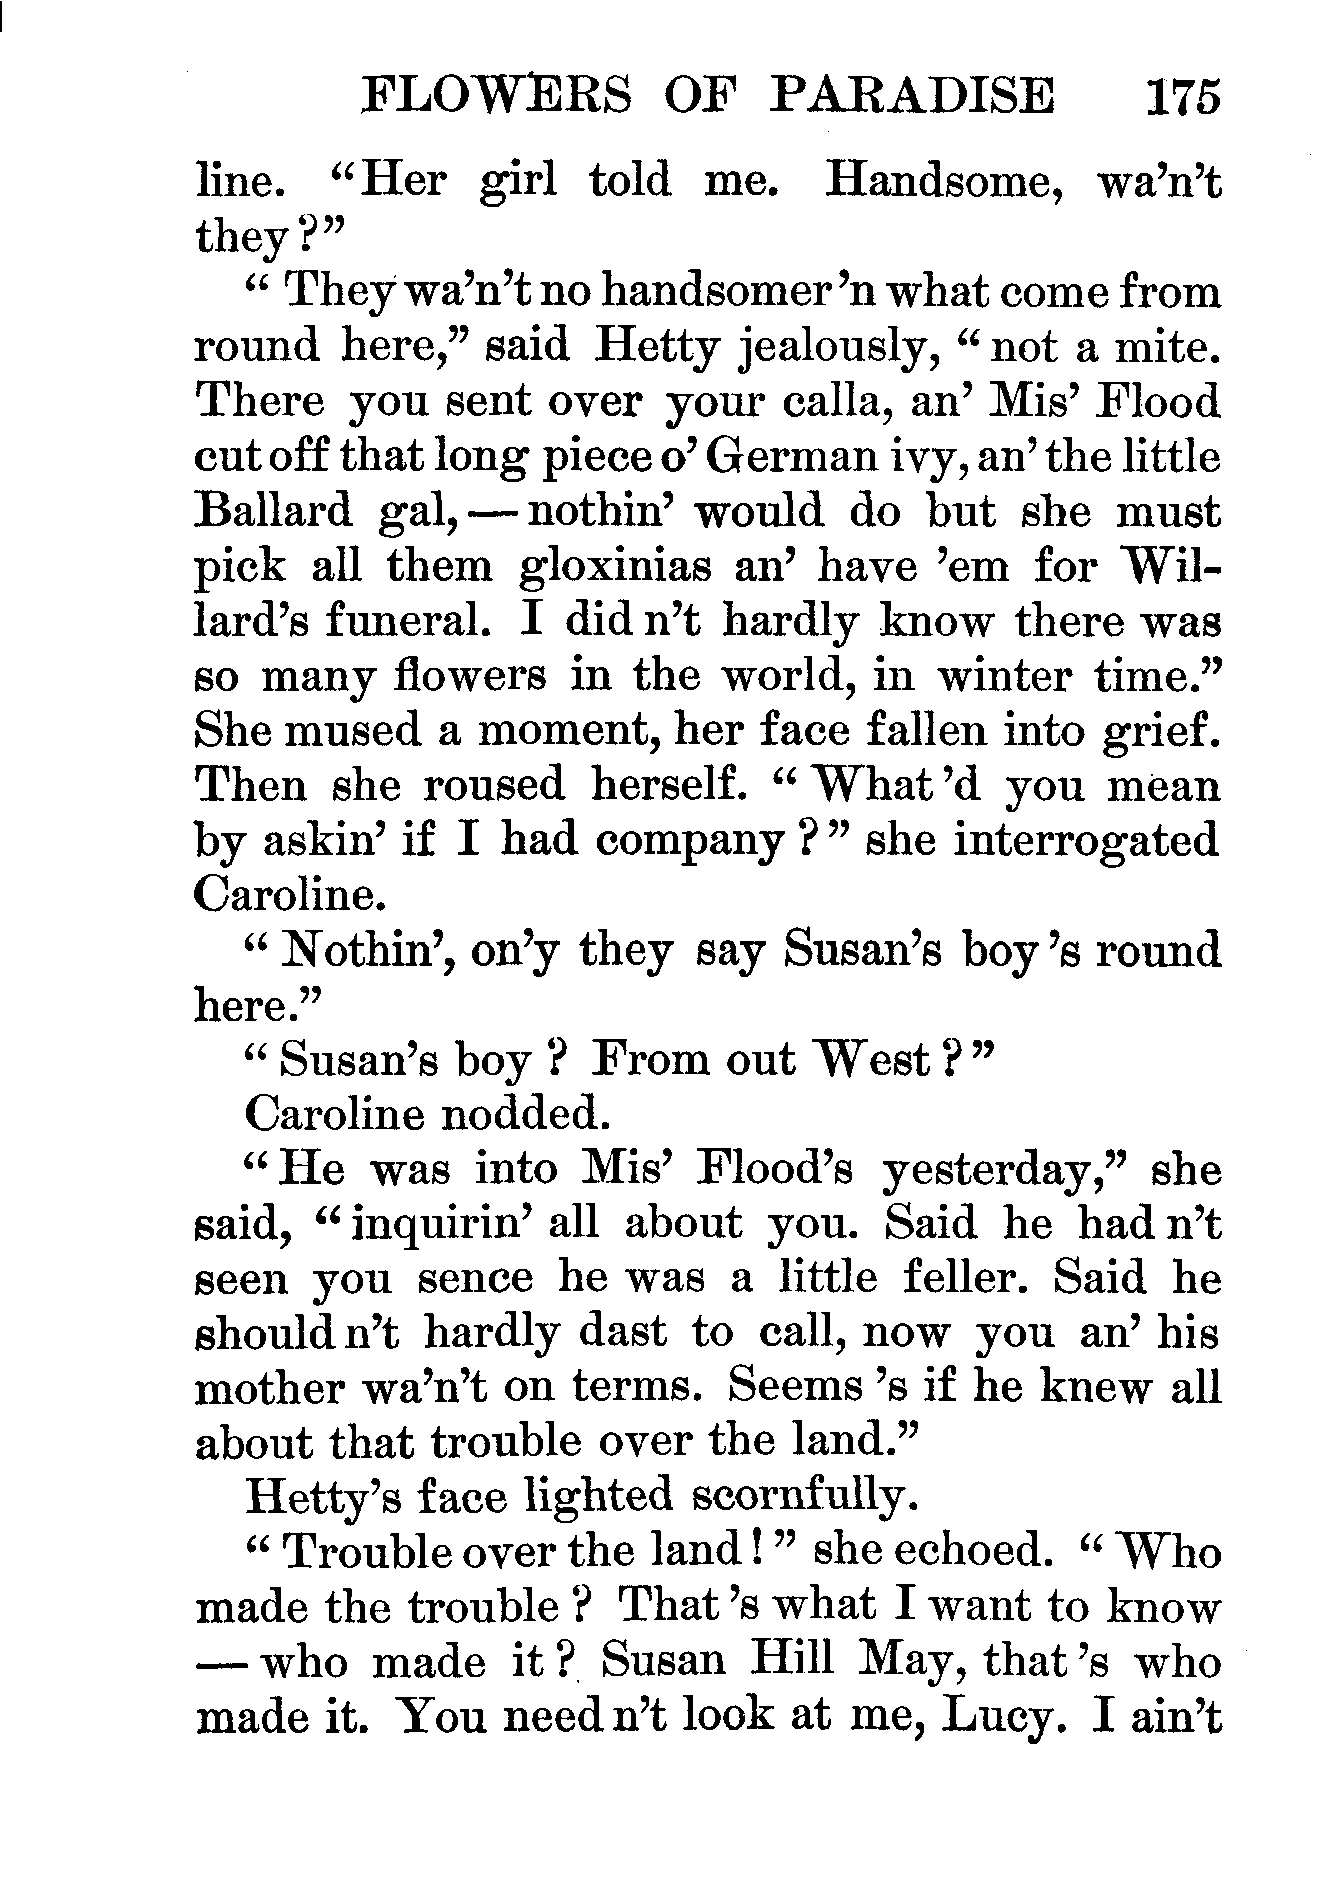 FLOWERS OF PARADISE 175
line. "Her girl told me. Handsome, wa'n't
they?"
"They wa'n't no handsomer 'n what come from
round here," said Hetty jealously, "not a mite.
There you sent over your calla, an' Mis' Flood
cut off that long piece o' German ivy, an' the little
Ballard gal,—nothin' would do but she must
pick all them gloxinias an' have 'em for Wil-
lard's funeral. I did n't hardly know there was
so many flowers in the world, in winter time."
She mused a moment, her face fallen into grief.
Then she roused herself. "What 'd you mean
by askin' if I had company?" she interrogated
Caroline.
"Nothin', on'y they say Susan's boy 's round
here."
"Susan's boy? From out West?"
Caroline nodded.
"He was into Mis' Flood's yesterday," she
said, "inquirin' all about you. Said he had n't
seen you sence he was a little feller. Said he
should n't hardly dast to call, now you an' his
mother wa'n't on terms. Seems 's if he knew all
about that trouble over the land."
Hetty's face lighted scornfully.
"Trouble over the land!" she echoed. "Who
made the trouble? That 's what I want to know
—who made it? Susan Hill May, that 's who
made it. You need n't look at me, Lucy. I ain't